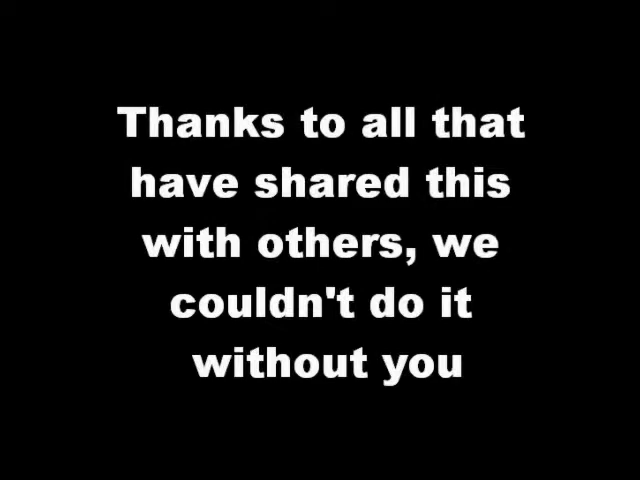 Thanks to all that
have shared this
with others, we
couldn't do it
without you